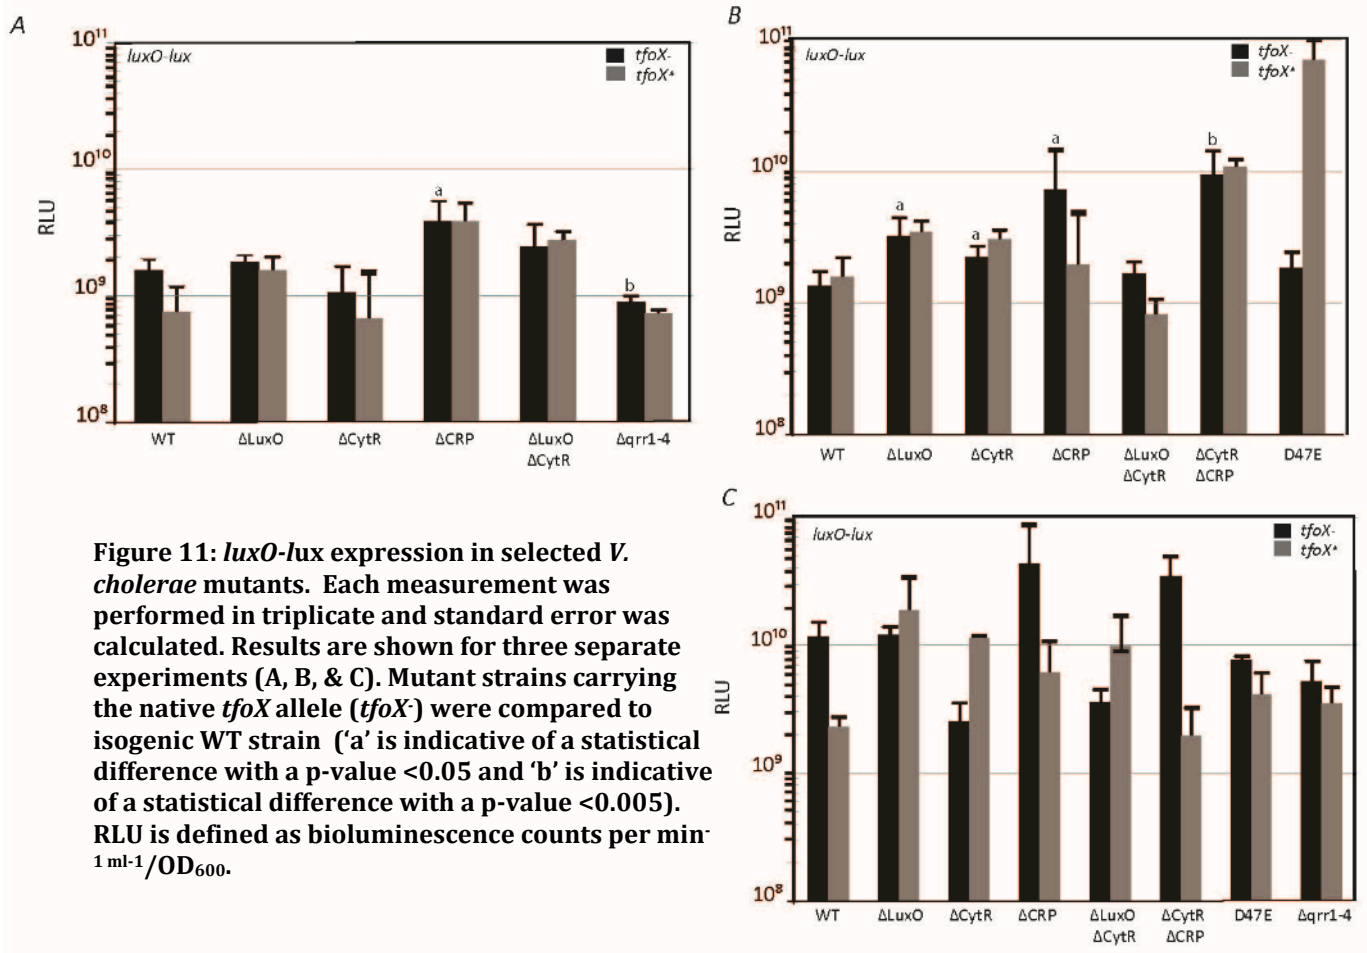 A
luxO-lux
tfoX-
tfoX*
10¹¹
10¹⁰
10⁹
10⁸
RLU
WT ΔLuxO ΔCytR ΔCRP ΔLuxO Δqrr1-4
ΔCytR
a
b
B
luxO-lux
tfoX-
tfoX*
10¹¹
10¹⁰
10⁹
10⁸
RLU
a
a
a
b
WT ΔLuxO ΔCytR ΔCRP ΔLuxO ΔCytR D47E
ΔCytR ΔCRP
C
luxO-lux
tfoX-
tfoX*
10¹¹
10¹⁰
10⁹
10⁸
RLU
WT ΔLuxO ΔCytR ΔCRP ΔLuxO ΔCytR D47E Δqrr1-4
ΔCytR ΔCRP
Figure 11: luxO-lux expression in selected V.
cholerae mutants. Each measurement was
performed in triplicate and standard error was
calculated. Results are shown for three separate
experiments (A, B, & C). Mutant strains carrying
the native tfoX allele (tfoX⁻) were compared to
isogenic WT strain ('a' is indicative of a statistical
difference with a p-value <0.05 and 'b' is indicative
of a statistical difference with a p-value <0.005).
RLU is defined as bioluminescence counts per min⁻
¹ ml⁻¹/OD₆₀₀.